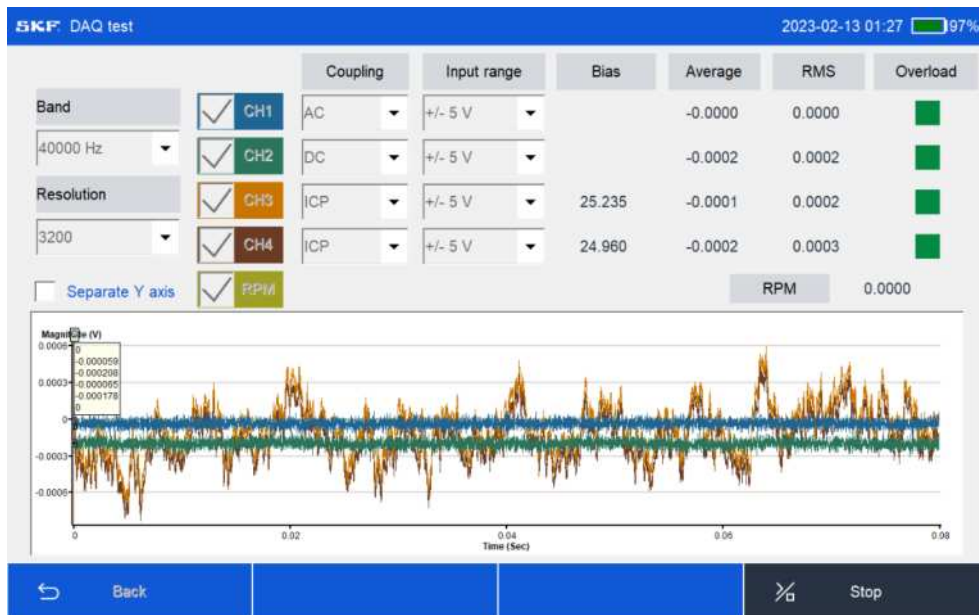 SKF. DAQ test 2023-02-13 01:27 97%
Coupling Input range Bias Average RMS Overload
Band CH1 AC +/- 5 V -0.0000 0.0000
40000 Hz CH2 DC +/- 5 V -0.0002 0.0002
Resolution CH3 ICP +/- 5 V 25.235 -0.0001 0.0002
3200 CH4 ICP +/- 5 V 24.960 -0.0002 0.0003
Separate Y axis RPM RPM 0.0000
Magnitude (V)
0.0006 0
-0.000059
-0.000208
0.0003 -0.000065
-0.000178
0 0
-0.0003
-0.0006
0 0.02 0.04 0.06 0.08
Time (Sec)
Back Stop